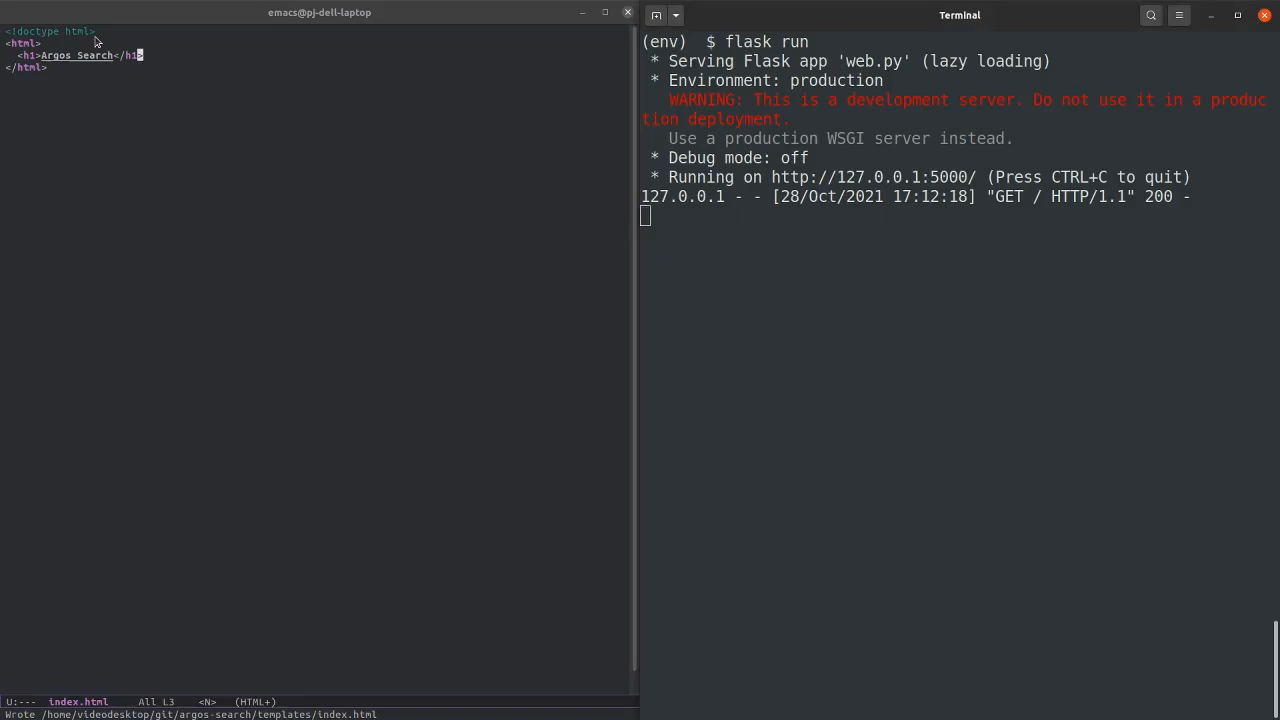 emacs@pj-dell-laptop
<!doctype html>
<html>
<h1>Argos Search</h1>
</html>
U:--- index.html All L3 <N> (HTML+)
Wrote /home/videodesktop/git/argos-search/templates/index.html
Terminal
(env) $ flask run
* Serving Flask app 'web.py' (lazy loading)
* Environment: production
WARNING: This is a development server. Do not use it in a produc
tion deployment.
Use a production WSGI server instead.
* Debug mode: off
* Running on http://127.0.0.1:5000/ (Press CTRL+C to quit)
127.0.0.1 - - [28/Oct/2021 17:12:18] "GET / HTTP/1.1" 200 -